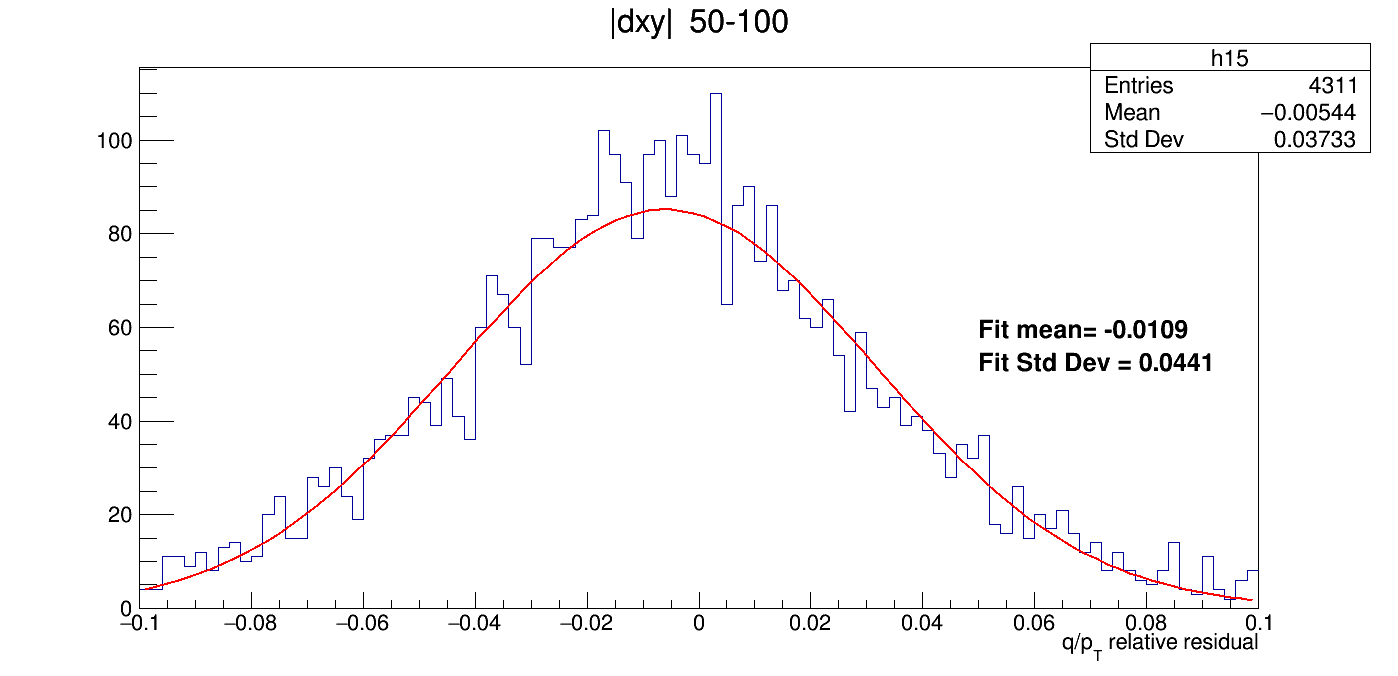 |dxy| 50-100
h15
Entries 4311
Mean −0.00544
Std Dev 0.03733
100
80
60
40
20
0
Fit mean= -0.0109
Fit Std Dev = 0.0441
−0.1 −0.08 −0.06 −0.04 −0.02 0 0.02 0.04 0.06 0.08 0.1
q/p_T relative residual